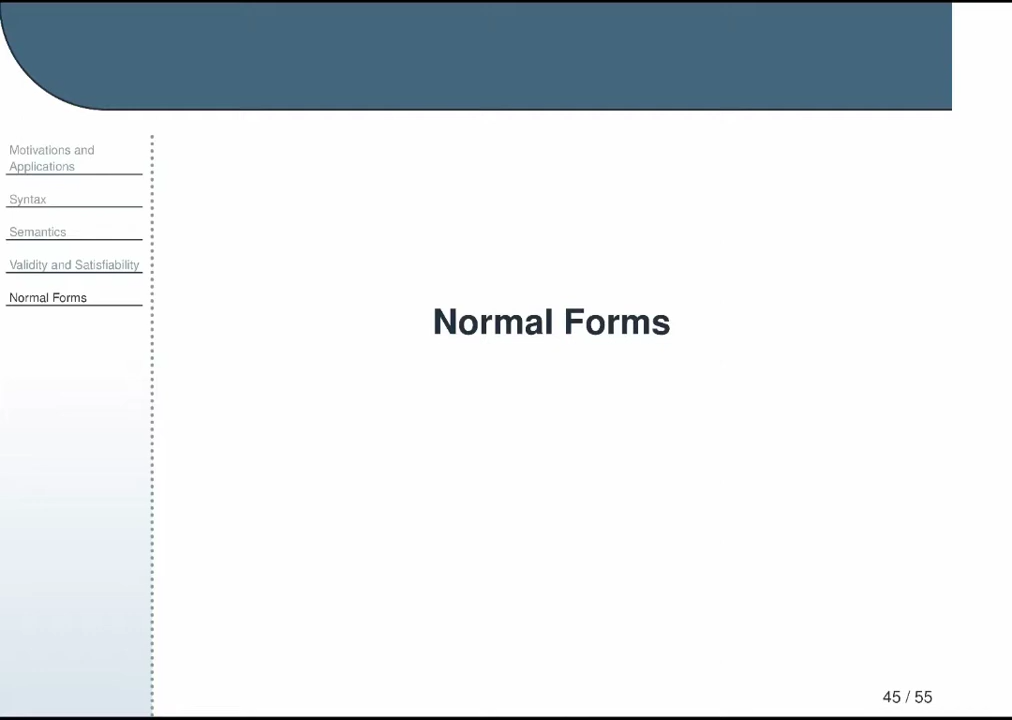 Motivations and
Applications
Syntax
Semantics
Validity and Satisfiability
Normal Forms
Normal Forms
45 / 55